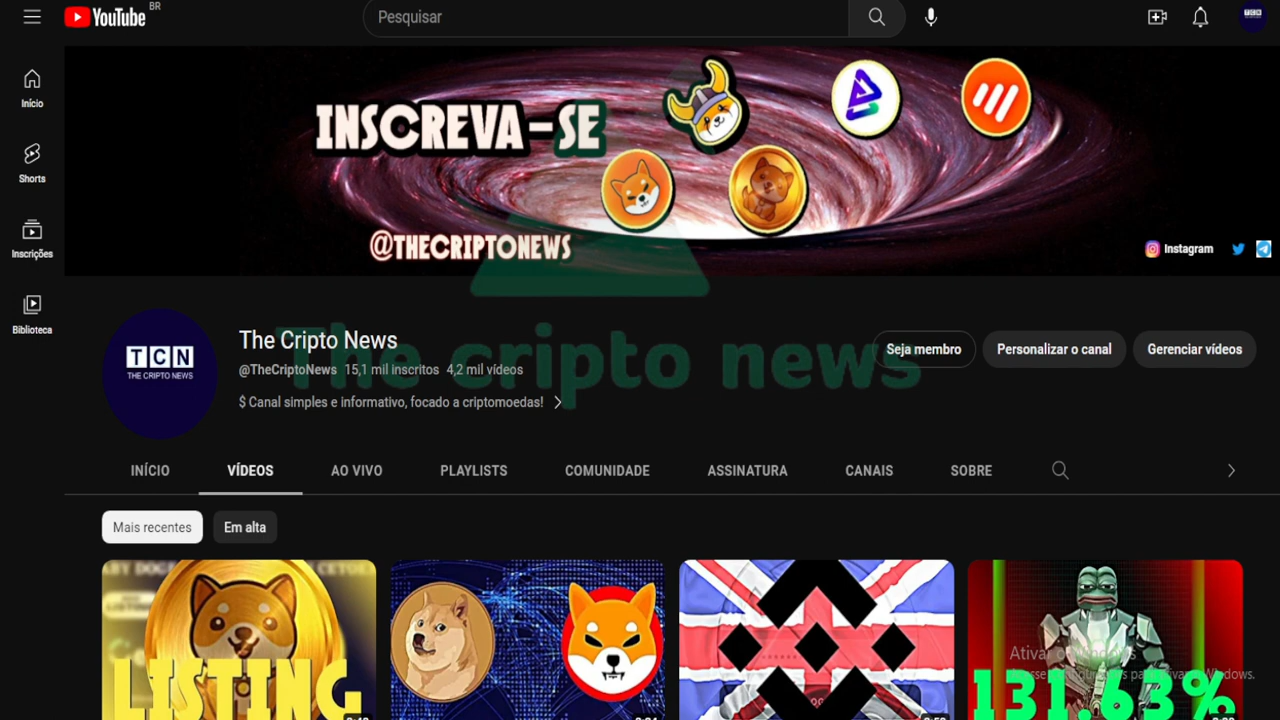 YouTube BR
Pesquisar
INSCREVA-SE
@THECRIPTONEWS
Instagram
Início
Shorts
Inscrições
Biblioteca
The cripto news
TCN
THE CRIPTO NEWS
The Cripto News
@TheCriptoNews 15,1 mil inscritos 4,2 mil vídeos
$ Canal simples e informativo, focado a criptomoedas!
Seja membro Personalizar o canal Gerenciar vídeos
INÍCIO VÍDEOS AO VIVO PLAYLISTS COMUNIDADE ASSINATURA CANAIS SOBRE
Mais recentes Em alta
LISTING
131.63%
Ativar o Windows
Windows.